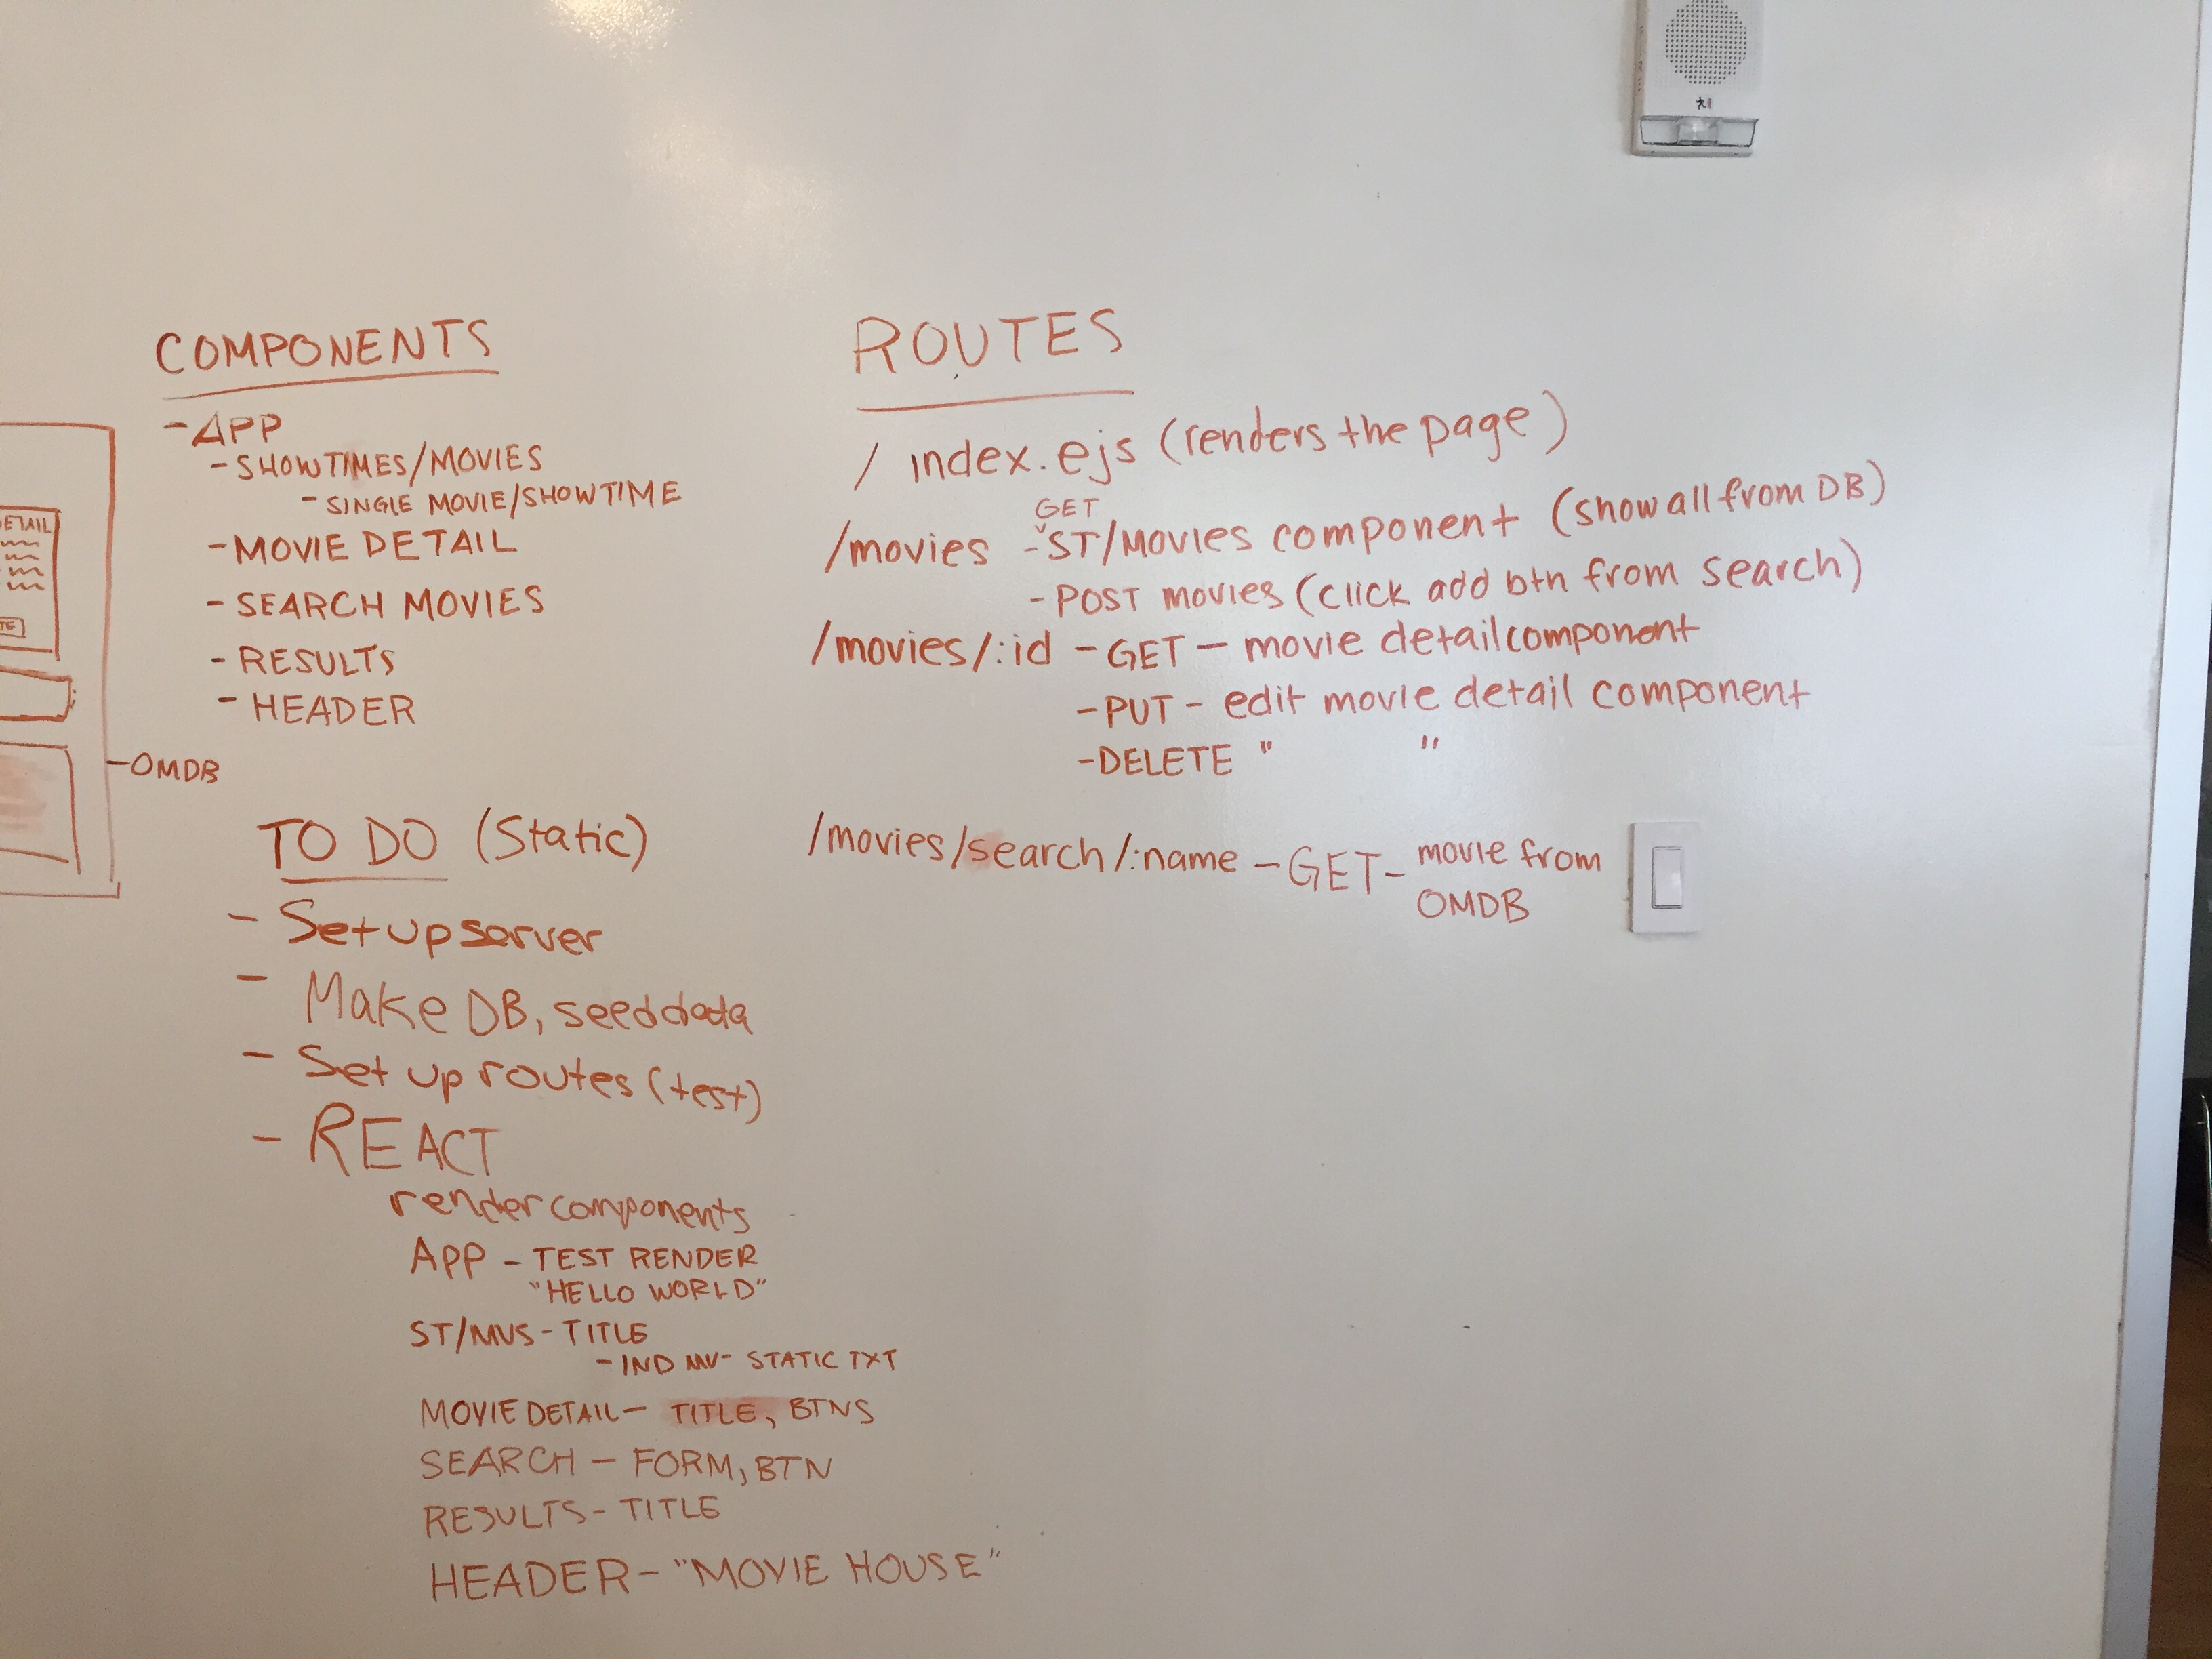 COMPONENTS
- APP
- SHOWTIMES/MOVIES
- SINGLE MOVIE/SHOWTIME
- MOVIE DETAIL
- SEARCH MOVIES
- RESULTS
- HEADER
- OMDB
TO DO (Static)
- Set up server
- Make DB, seed data
- Set up routes (test)
- REACT
render components
App - TEST RENDER
"HELLO WORLD"
ST/MVS - TITLE
- IND MV - STATIC TXT
MOVIE DETAIL - TITLE, BTNS
SEARCH - FORM, BTN
RESULTS - TITLE
HEADER - "MOVIE HOUSE"
ROUTES
/ index.ejs (renders the page)
GET
/movies - ST/MOVIES component (show all from DB)
- POST movies (click add btn from search)
/movies/:id - GET - movie detail component
- PUT - edit movie detail component
- DELETE " "
/movies/search/:name - GET - movie from
OMDB